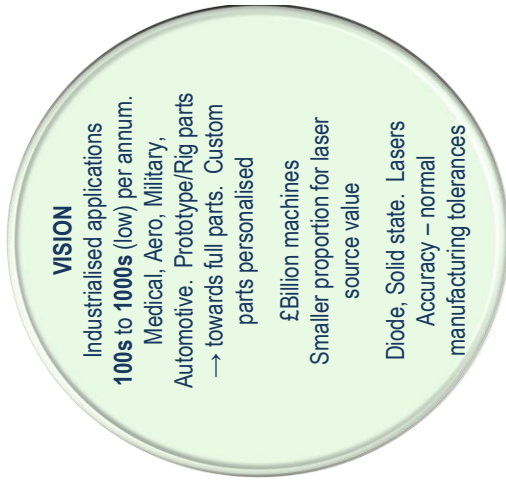 VISION
Industrialised applications
100s to 1000s (low) per annum.
Medical, Aero, Military,
Automotive. Prototype/Rig parts
→ towards full parts. Custom
parts personalised
£Billion machines
Smaller proportion for laser
source value
Diode, Solid state. Lasers
Accuracy – normal
manufacturing tolerances